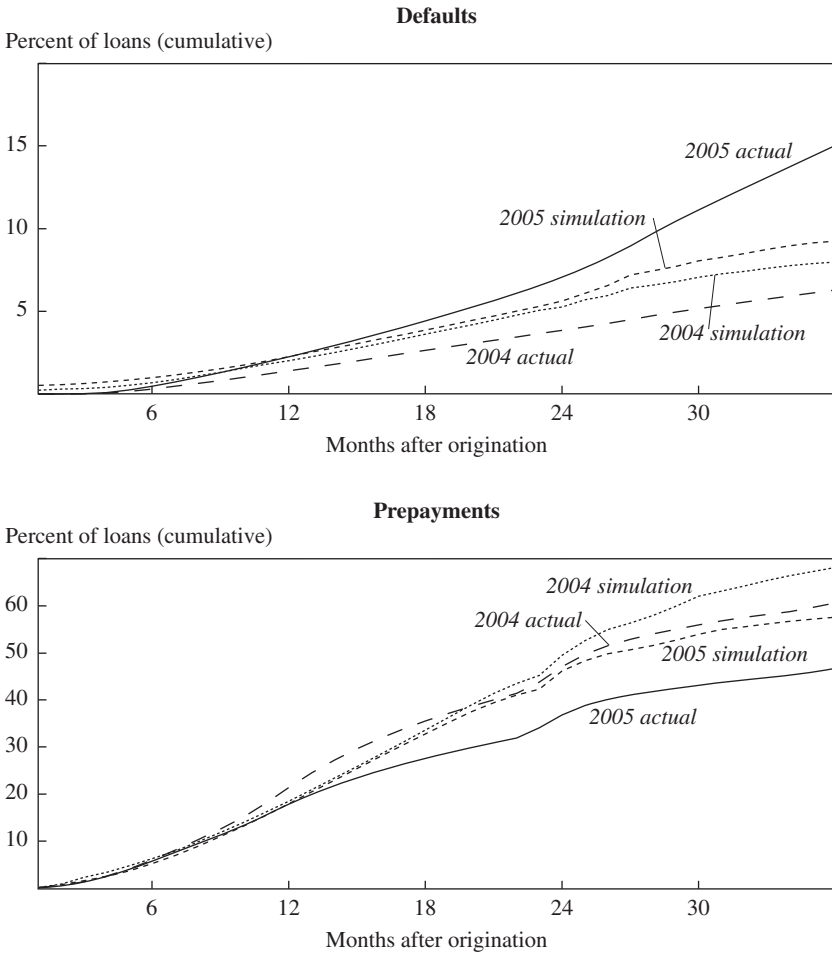 Defaults
Percent of loans (cumulative)
15
2005 actual
2005 simulation
10
5
2004 simulation
2004 actual
6 12 18 24 30
Months after origination
Prepayments
Percent of loans (cumulative)
2004 simulation
60
2004 actual
50
2005 simulation
40
2005 actual
30
20
10
6 12 18 24 30
Months after origination